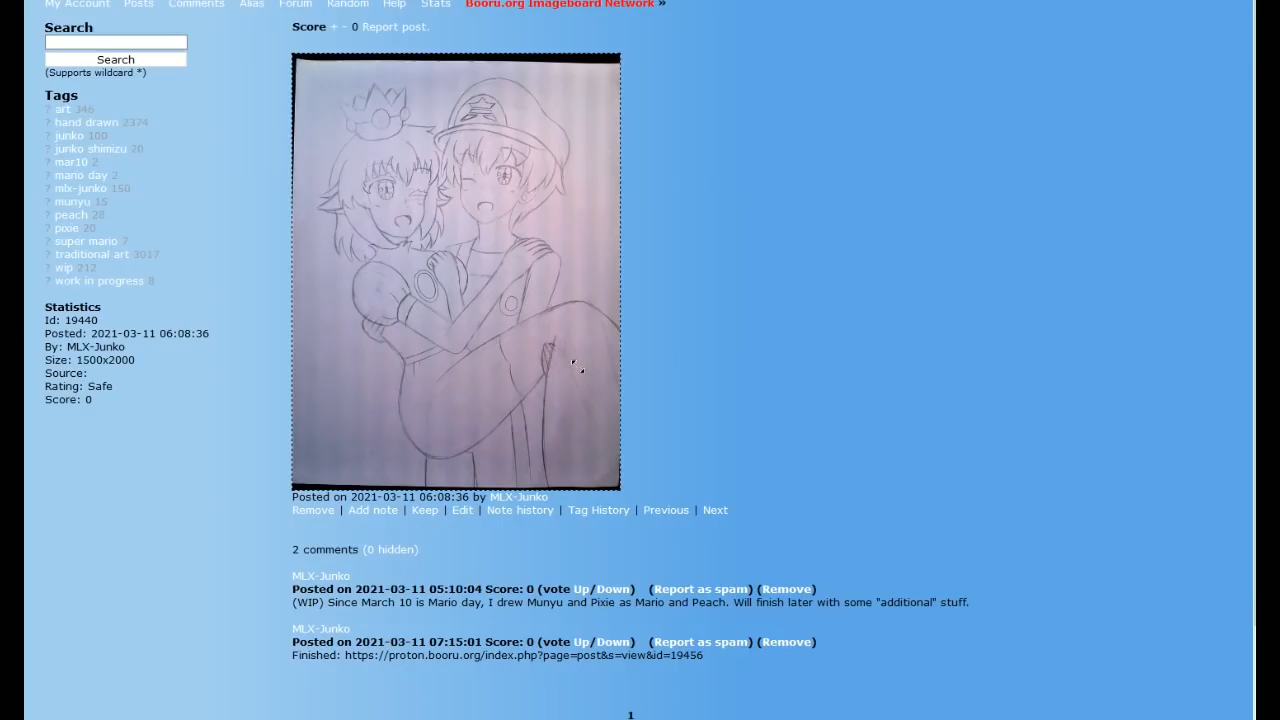 My Account Posts Comments Alias Forum Random Help Stats Booru.org Imageboard Network »
Search
Search
(Supports wildcard *)
Tags
? art 346
? hand drawn 2374
? junko 100
? junko shimizu 20
? mar10 2
? mario day 2
? mlx-junko 150
? munyu 15
? peach 28
? pixie 20
? super mario 7
? traditional art 3017
? wip 212
? work in progress 8
Statistics
Id: 19440
Posted: 2021-03-11 06:08:36
By: MLX-Junko
Size: 1500x2000
Source:
Rating: Safe
Score: 0
Score + - 0 Report post.
Posted on 2021-03-11 06:08:36 by MLX-Junko
Remove | Add note | Keep | Edit | Note history | Tag History | Previous | Next
2 comments (0 hidden)
MLX-Junko
Posted on 2021-03-11 05:10:04 Score: 0 (vote Up/Down) (Report as spam) (Remove)
(WIP) Since March 10 is Mario day, I drew Munyu and Pixie as Mario and Peach. Will finish later with some "additional" stuff.
MLX-Junko
Posted on 2021-03-11 07:15:01 Score: 0 (vote Up/Down) (Report as spam) (Remove)
Finished: https://proton.booru.org/index.php?page=post&s=view&id=19456
1